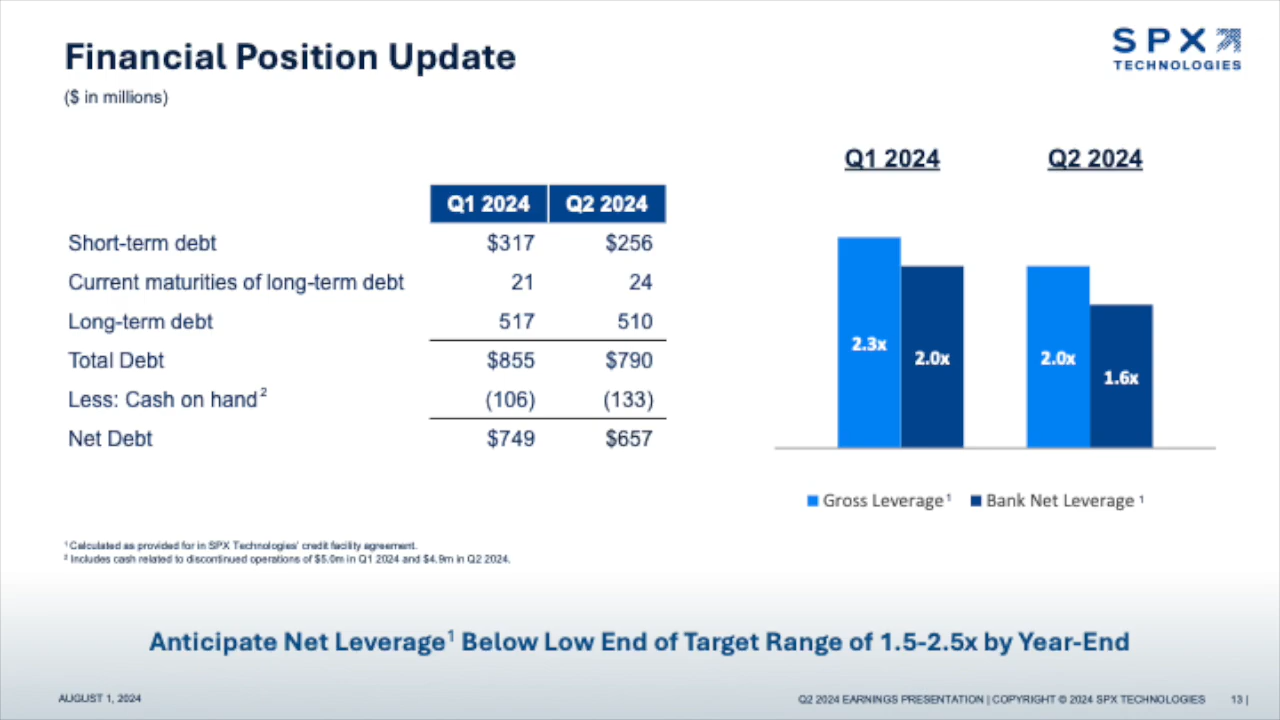 Financial Position Update
($ in millions)
SPX
TECHNOLOGIES
Q1 2024 Q2 2024
Short-term debt $317 $256
Current maturities of long-term debt 21 24
Long-term debt 517 510
Total Debt $855 $790
Less: Cash on hand2 (106) (133)
Net Debt $749 $657
Q1 2024 Q2 2024
2.3x 2.0x 2.0x 1.6x
Gross Leverage1 Bank Net Leverage 1
1 Calculated as provided for in SPX Technologies' credit facility agreement.
2 Includes cash related to discontinued operations of $5.0m in Q1 2024 and $4.9m in Q2 2024.
Anticipate Net Leverage1 Below Low End of Target Range of 1.5-2.5x by Year-End
AUGUST 1, 2024 Q2 2024 EARNINGS PRESENTATION | COPYRIGHT © 2024 SPX TECHNOLOGIES 13 |